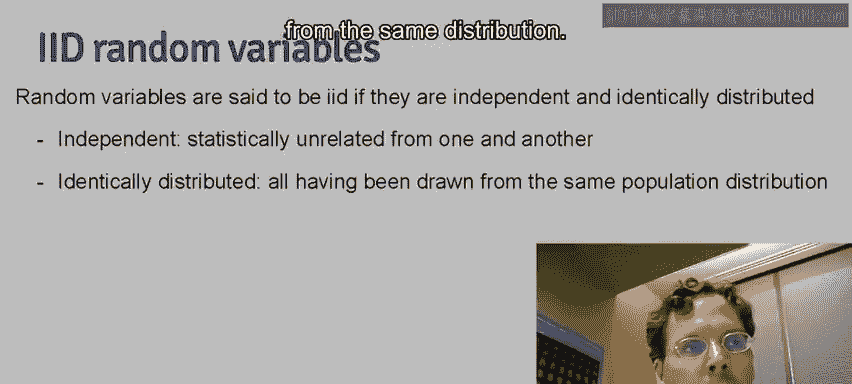 from the same distribution.
IID random variables
Random variables are said to be iid if they are independent and identically distributed
- Independent: statistically unrelated from one and another
- Identically distributed: all having been drawn from the same population distribution